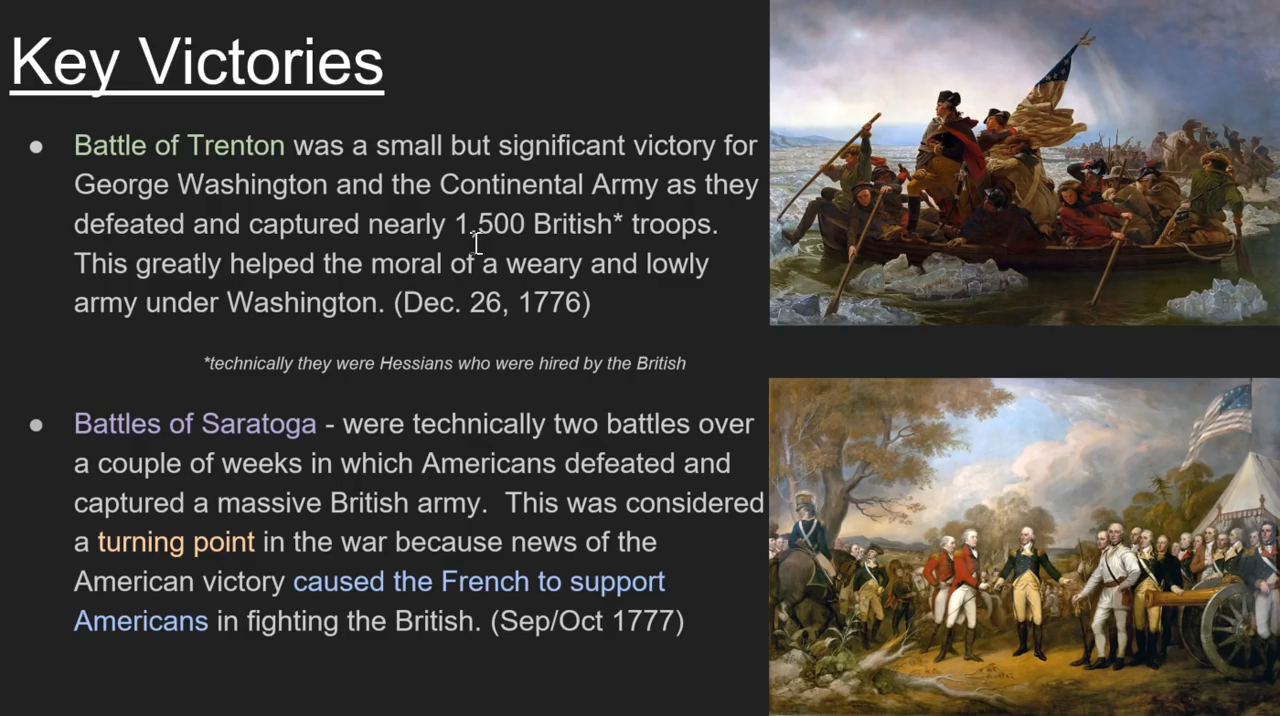 Key Victories
● Battle of Trenton was a small but significant victory for
George Washington and the Continental Army as they
defeated and captured nearly 1,500 British* troops.
This greatly helped the moral of a weary and lowly
army under Washington. (Dec. 26, 1776)
*technically they were Hessians who were hired by the British
● Battles of Saratoga - were technically two battles over
a couple of weeks in which Americans defeated and
captured a massive British army.  This was considered
a turning point in the war because news of the
American victory caused the French to support
Americans in fighting the British. (Sep/Oct 1777)